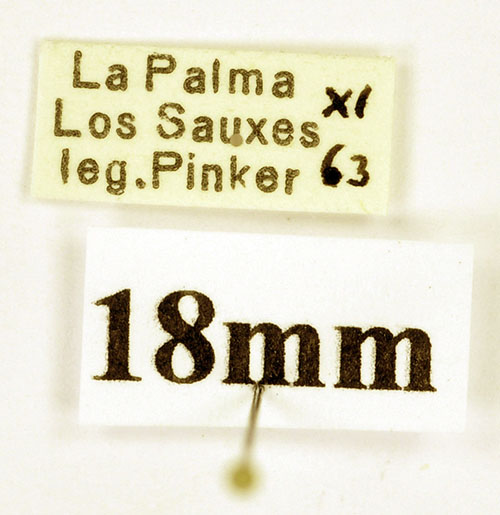 La Palma
Los Sauxes XI
leg. Pinker 63
18mm